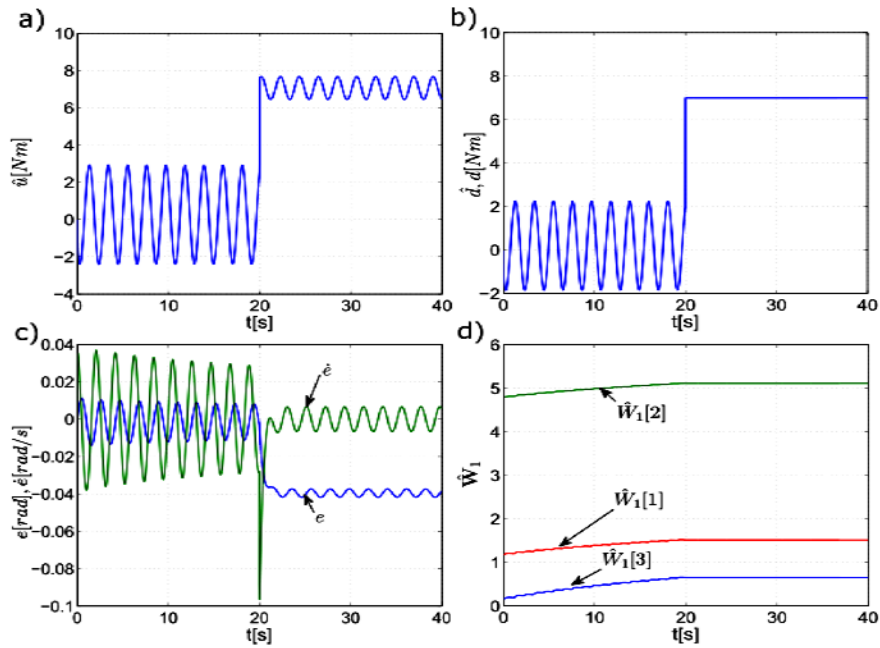 a)
10
8
6
4
2
0
−2
−4
û[Nm]
0
10
20
30
40
t[s]
b)
10
8
6
4
2
0
−2
d̂, d[Nm]
0
10
20
30
40
t[s]
c)
0.04
0.02
0
−0.02
−0.04
−0.06
−0.08
−0.1
e[rad], ė[rad/s]
ė
e
0
10
20
30
40
t[s]
d)
6
5
4
3
2
1
0
Ŵ₁
Ŵ₁[2]
Ŵ₁[1]
Ŵ₁[3]
0
10
20
30
40
t[s]